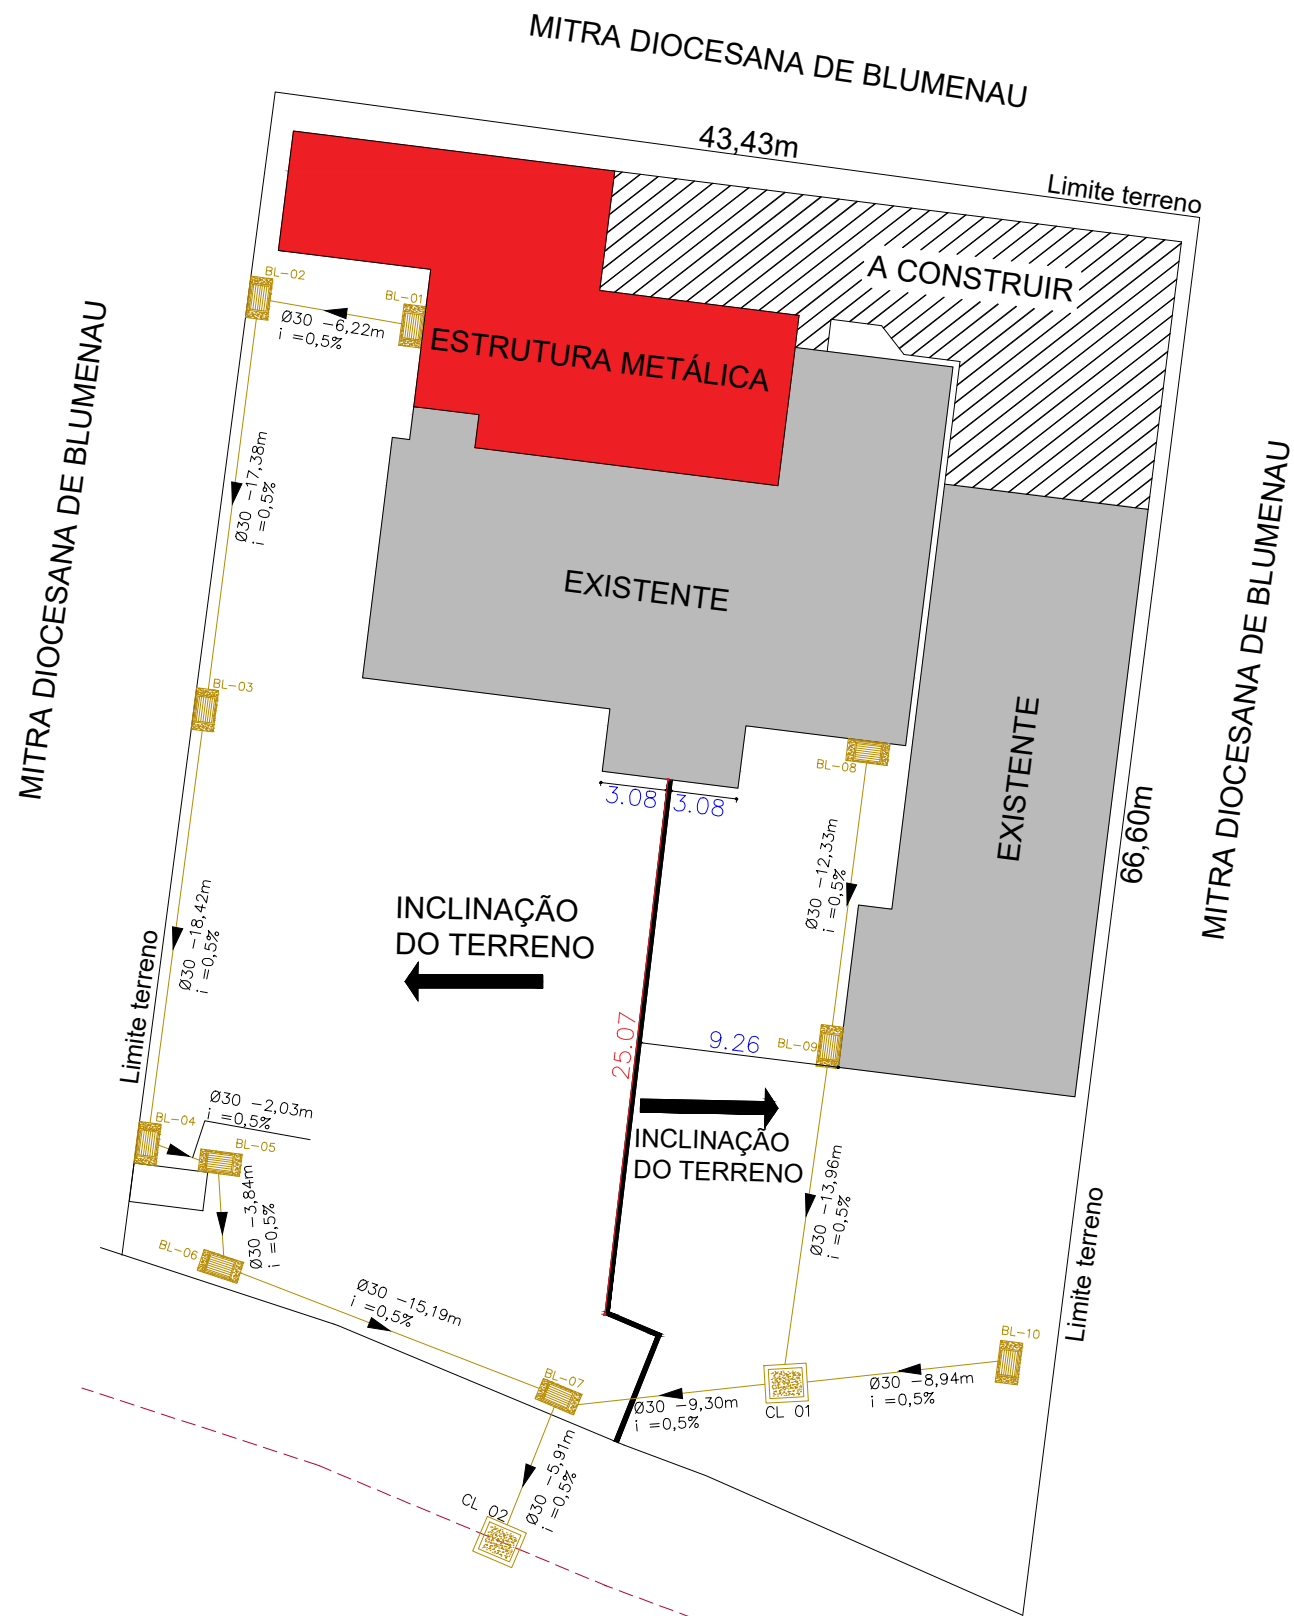 MITRA DIOCESANA DE BLUMENAU
43,43m
Limite terreno
A CONSTRUIR
BL-02
BL-01
Ø30 -6,22m
i =0,5%
ESTRUTURA METÁLICA
MITRA DIOCESANA DE BLUMENAU
Ø30 -17,38m
i =0,5%
EXISTENTE
MITRA DIOCESANA DE BLUMENAU
BL-03
EXISTENTE
BL-08
3.08
3.08
66,60m
Ø30 -12,33m
i =0,5%
Ø30 -18,42m
i =0,5%
INCLINAÇÃO
DO TERRENO
Limite terreno
25.07
9.26
BL-09
Ø30 -2,03m
i =0,5%
BL-04
BL-05
INCLINAÇÃO
DO TERRENO
Ø30 -3,84m
i =0,5%
Ø30 -13,96m
i =0,5%
BL-06
Limite terreno
Ø30 -15,19m
i =0,5%
BL-10
BL-07
Ø30 -8,94m
i =0,5%
Ø30 -9,30m
i =0,5%
CL 01
Ø30 -5,91m
i =0,5%
CL 02